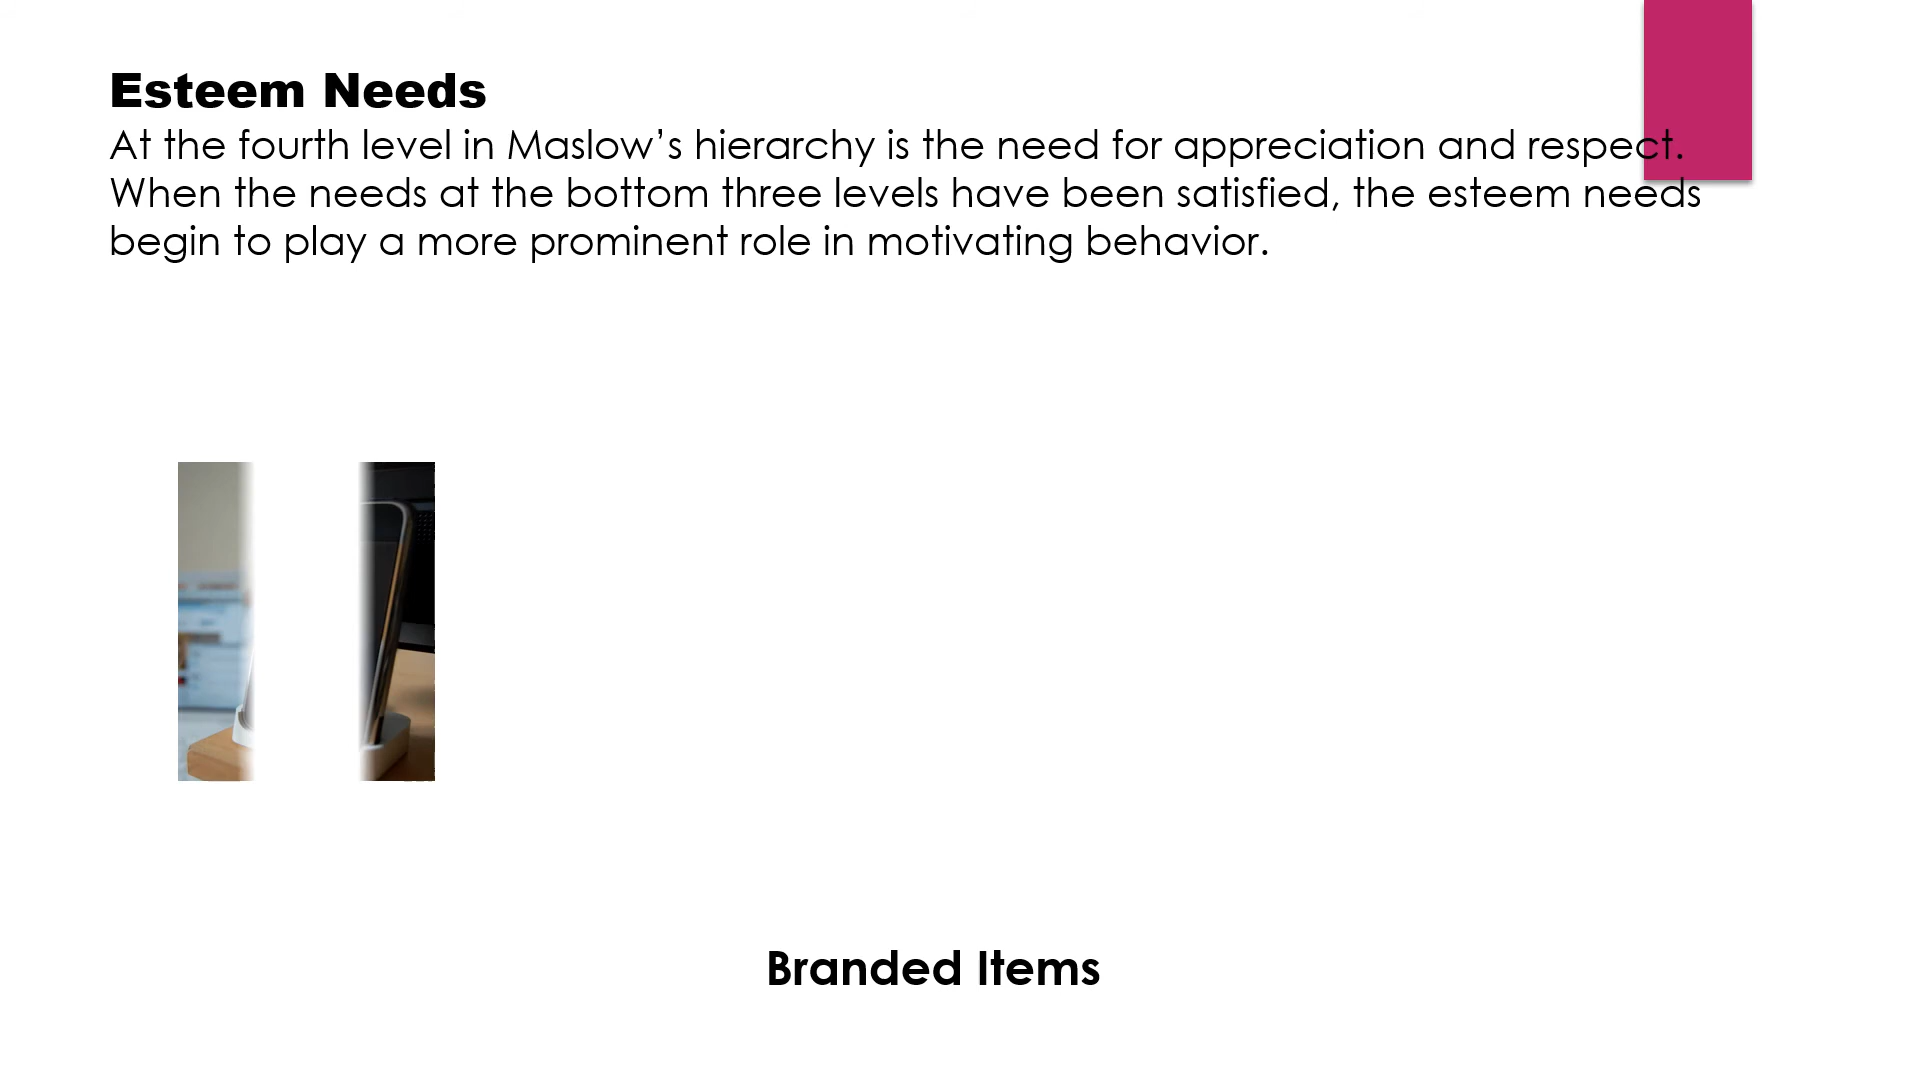 Esteem Needs
At the fourth level in Maslow’s hierarchy is the need for appreciation and respect.
When the needs at the bottom three levels have been satisfied, the esteem needs
begin to play a more prominent role in motivating behavior.
Branded Items